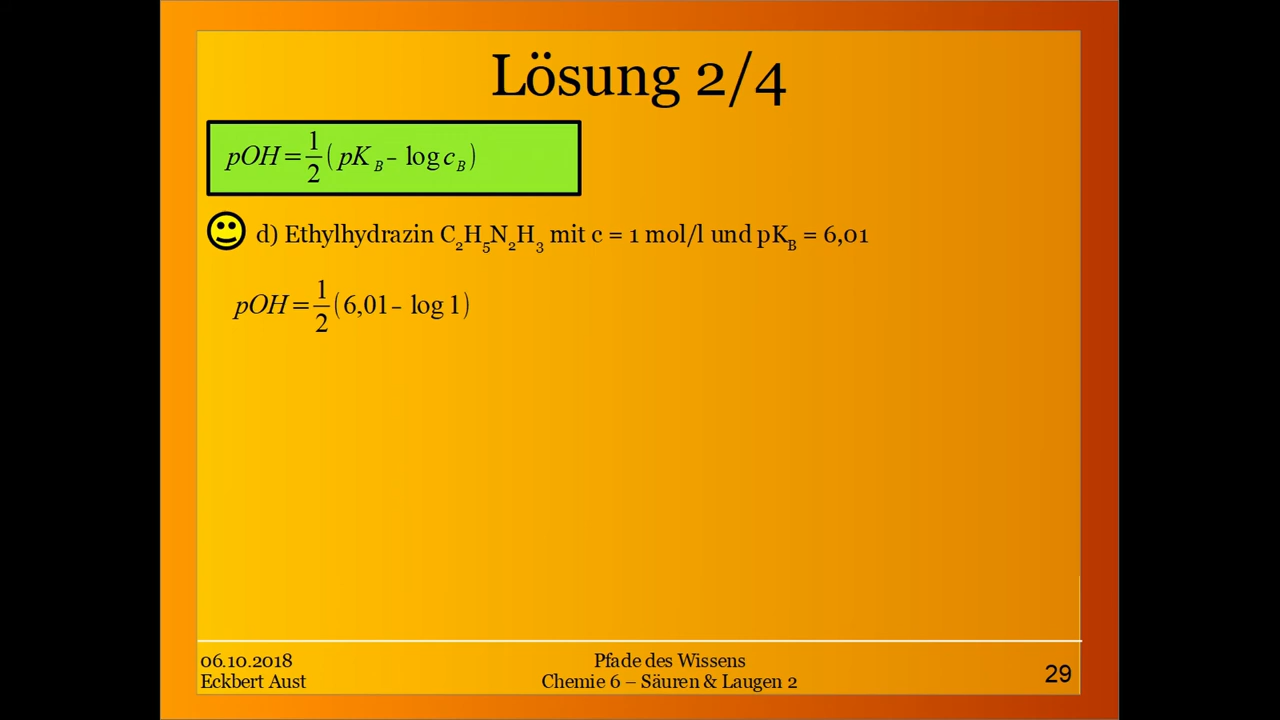 Lösung 2/4
pOH = 1/2 ( pK_B - log c_B )
d) Ethylhydrazin C₂H₅N₂H₃ mit c = 1 mol/l und pK_B = 6,01
pOH = 1/2 ( 6,01 - log 1 )
06.10.2018
Eckbert Aust
Pfade des Wissens
Chemie 6 – Säuren & Laugen 2
29